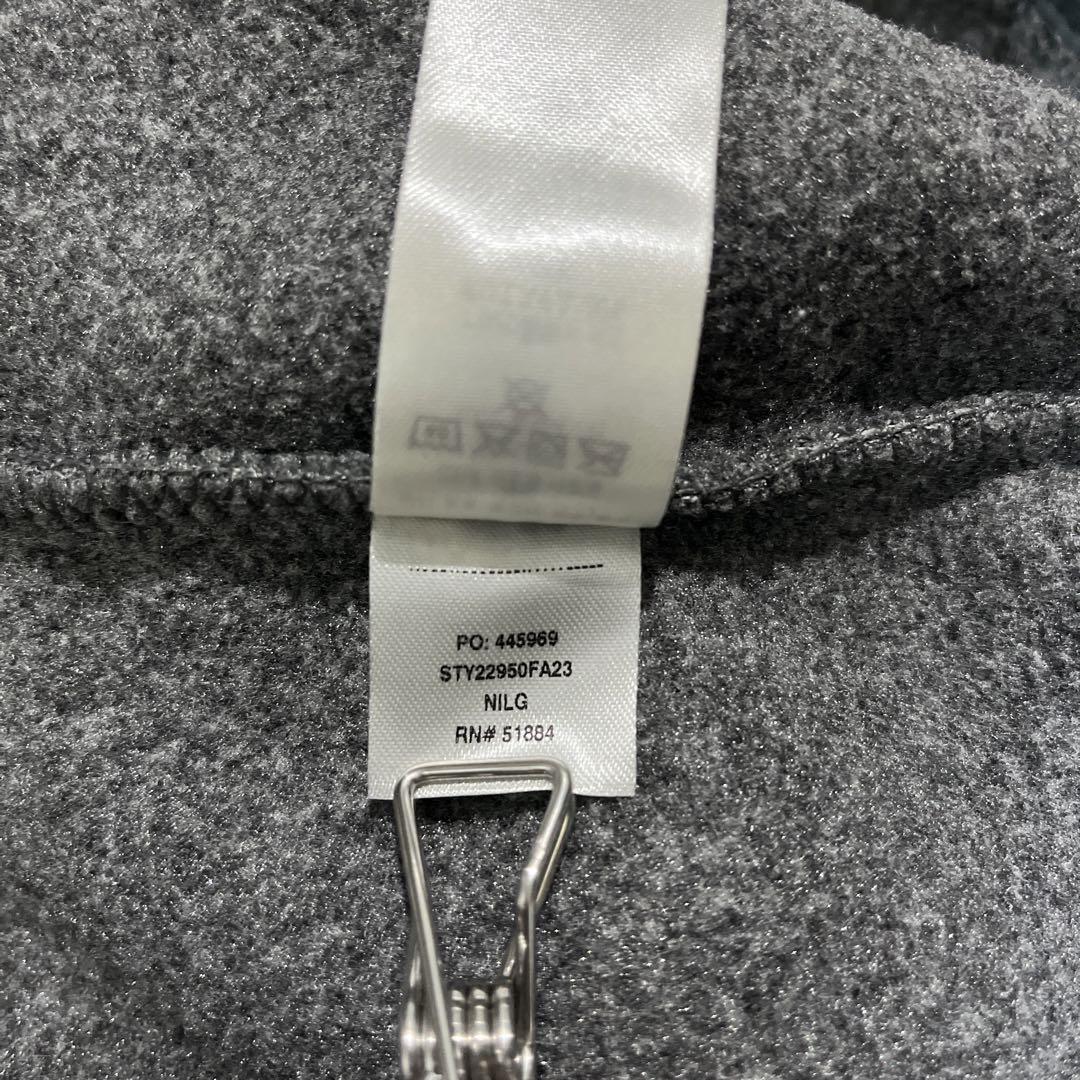 PO: 445969
STY22950FA23
NILG
RN# 51884